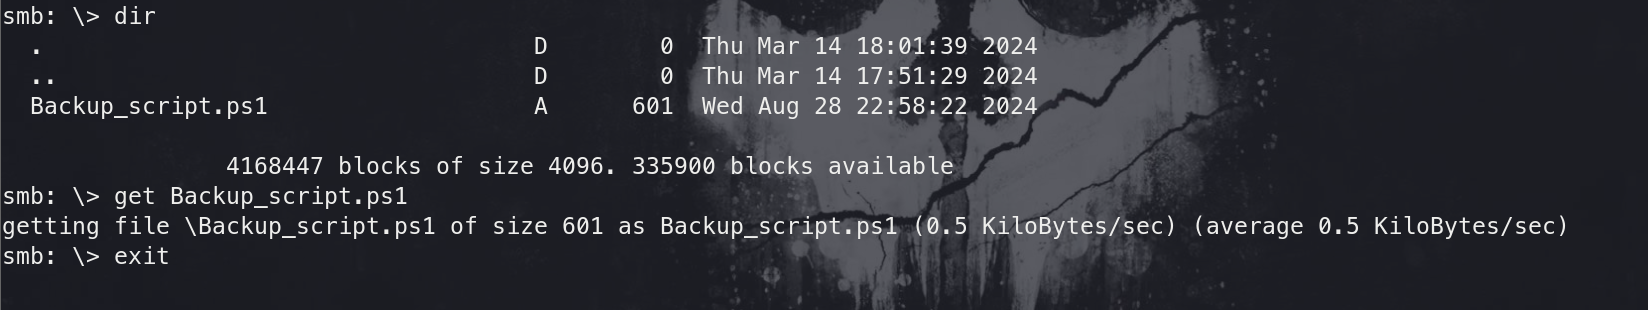 smb: \> dir
  .                                   D        0  Thu Mar 14 18:01:39 2024
  ..                                  D        0  Thu Mar 14 17:51:29 2024
  Backup_script.ps1                   A      601  Wed Aug 28 22:58:22 2024
                4168447 blocks of size 4096. 335900 blocks available
smb: \> get Backup_script.ps1
getting file \Backup_script.ps1 of size 601 as Backup_script.ps1 (0.5 KiloBytes/sec) (average 0.5 KiloBytes/sec)
smb: \> exit